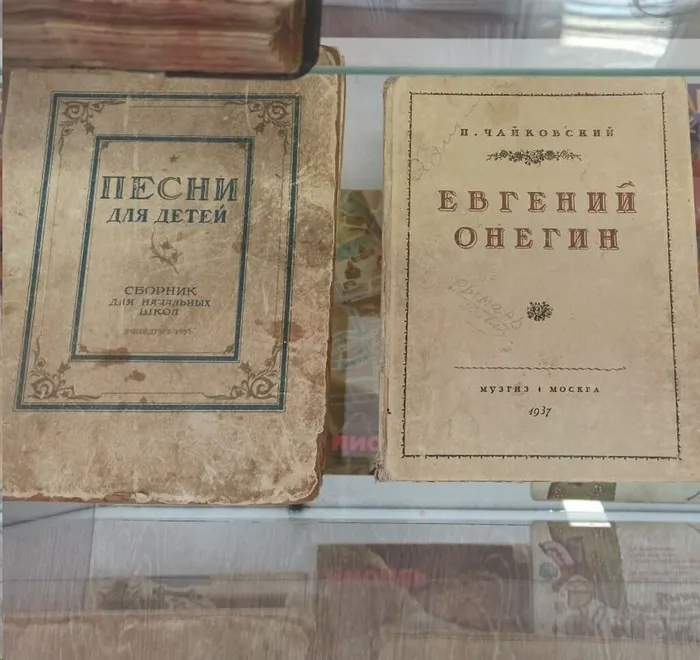 ПЕСНИ
ДЛЯ ДЕТЕЙ
СБОРНИК
ДЛЯ НАЧАЛЬНЫХ
ШКОЛ
П. ЧАЙКОВСКИЙ
ЕВГЕНИЙ
ОНЕГИН
МУЗГИЗ МОСКВА
1937